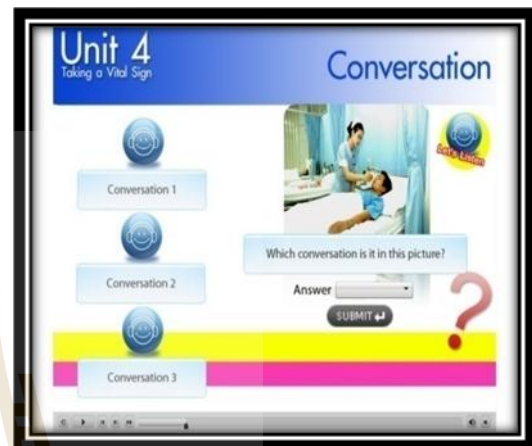 Unit 4
Taking a Vital Sign
Conversation
Let's Listen
Conversation 1
Which conversation is it in this picture?
Conversation 2
Answer
SUBMIT
Conversation 3